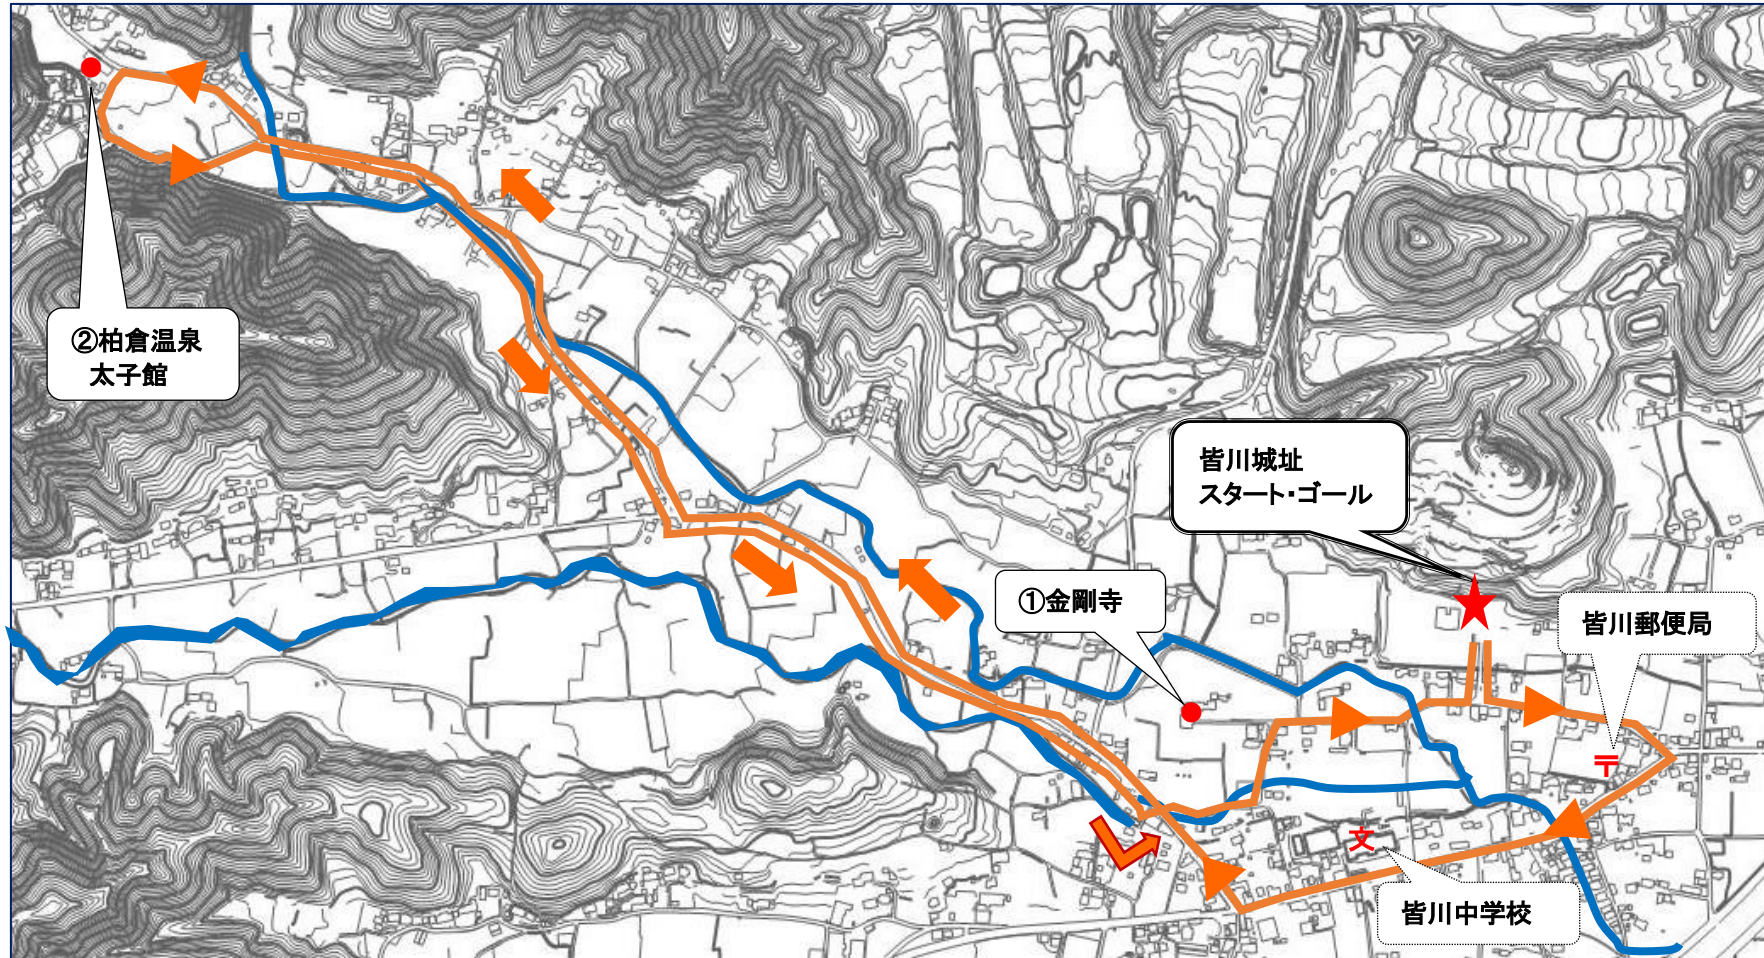 ②柏倉温泉
太子館
皆川城址
スタート・ゴール
①金剛寺
皆川郵便局
〒
文
皆川中学校